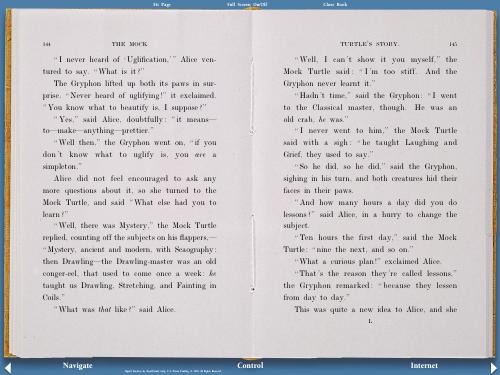 Fit Page
Full Screen On/Off
Close Book
144
THE MOCK
"I never heard of 'Uglification,'" Alice ven-
tured to say. "What is it?"
The Gryphon lifted up both its paws in sur-
prise. "Never heard of uglifying!" it exclaimed.
"You know what to beautify is, I suppose?"
"Yes," said Alice, doubtfully: "it means—
to—make—anything—prettier."
"Well then," the Gryphon went on, "if you
don't know what to uglify is, you are a
simpleton."
Alice did not feel encouraged to ask any
more questions about it, so she turned to the
Mock Turtle, and said "What else had you to
learn?"
"Well, there was Mystery," the Mock Turtle
replied, counting off the subjects on his flappers,—
"Mystery, ancient and modern, with Seaography:
then Drawling—the Drawling-master was an old
conger-eel, that used to come once a week: he
taught us Drawling, Stretching, and Fainting in
Coils."
"What was that like?" said Alice.
TURTLE'S STORY.
145
"Well, I can't show it you myself," the
Mock Turtle said: "I'm too stiff. And the
Gryphon never learnt it."
"Hadn't time," said the Gryphon: "I went
to the Classical master, though. He was an
old crab, he was."
"I never went to him," the Mock Turtle
said with a sigh: "he taught Laughing and
Grief, they used to say."
"So he did, so he did," said the Gryphon,
sighing in his turn, and both creatures hid their
faces in their paws.
"And how many hours a day did you do
lessons?" said Alice, in a hurry to change the
subject.
"Ten hours the first day," said the Mock
Turtle: "nine the next, and so on."
"What a curious plan!" exclaimed Alice.
"That's the reason they're called lessons,"
the Gryphon remarked: "because they lessen
from day to day."
This was quite a new idea to Alice, and she
L
Navigate
Control
Internet